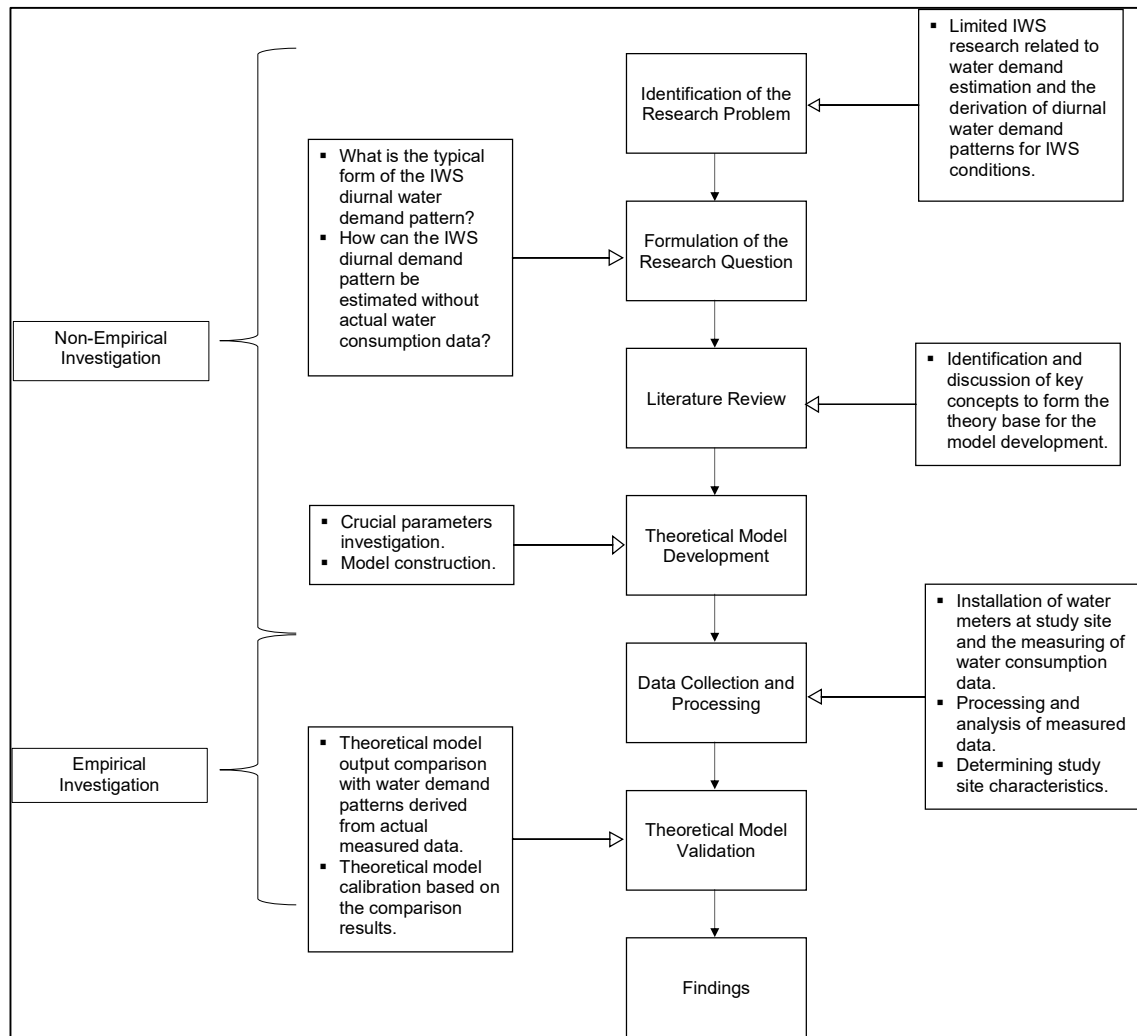 Identification of the
Research Problem
▪ Limited IWS
research related to
water demand
estimation and the
derivation of diurnal
water demand
patterns for IWS
conditions.
▪ What is the typical
form of the IWS
diurnal water
demand pattern?
▪ How can the IWS
diurnal demand
pattern be
estimated without
actual water
consumption data?
Formulation of the
Research Question
Non-Empirical
Investigation
Literature Review
▪ Identification and
discussion of key
concepts to form the
theory base for the
model development.
▪ Crucial parameters
investigation.
▪ Model construction.
Theoretical Model
Development
Data Collection and
Processing
▪ Installation of water
meters at study site
and the measuring of
water consumption
data.
▪ Processing and
analysis of measured
data.
▪ Determining study
site characteristics.
Empirical
Investigation
▪ Theoretical model
output comparison
with water demand
patterns derived
from actual
measured data.
▪ Theoretical model
calibration based on
the comparison
results.
Theoretical Model
Validation
Findings